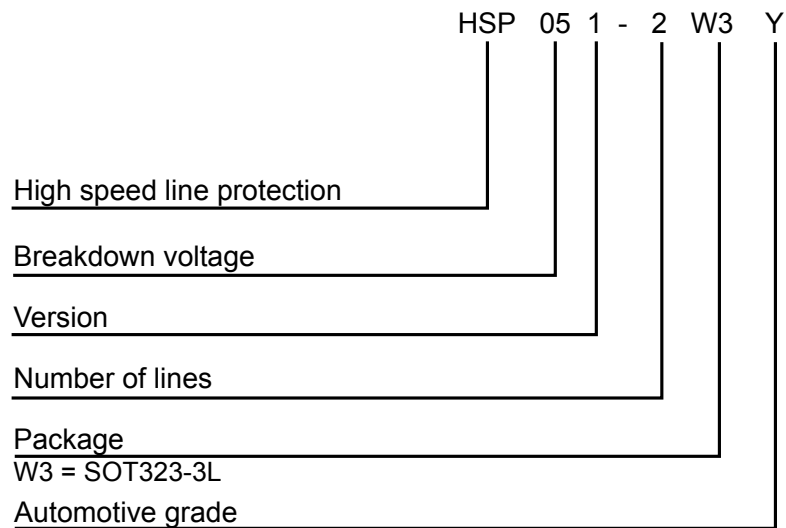 HSP 05 1 - 2 W3 Y
High speed line protection
Breakdown voltage
Version
Number of lines
Package
W3 = SOT323-3L
Automotive grade